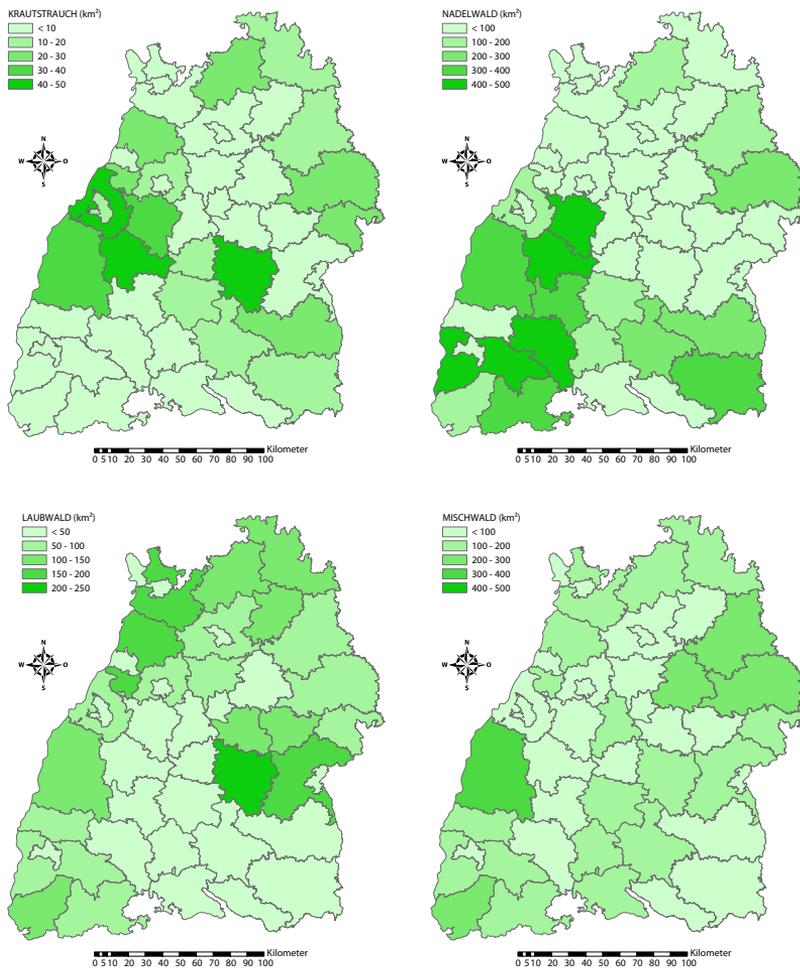 KRAUTSTRAUCH (km²)
< 10
10 - 20
20 - 30
30 - 40
40 - 50
N
W O
S
Kilometer
0 5 10 20 30 40 50 60 70 80 90 100
NADELWALD (km²)
< 100
100 - 200
200 - 300
300 - 400
400 - 500
N
W O
S
Kilometer
0 5 10 20 30 40 50 60 70 80 90 100
LAUBWALD (km²)
< 50
50 - 100
100 - 150
150 - 200
200 - 250
N
W O
S
Kilometer
0 5 10 20 30 40 50 60 70 80 90 100
MISCHWALD (km²)
< 100
100 - 200
200 - 300
300 - 400
400 - 500
N
W O
S
Kilometer
0 5 10 20 30 40 50 60 70 80 90 100